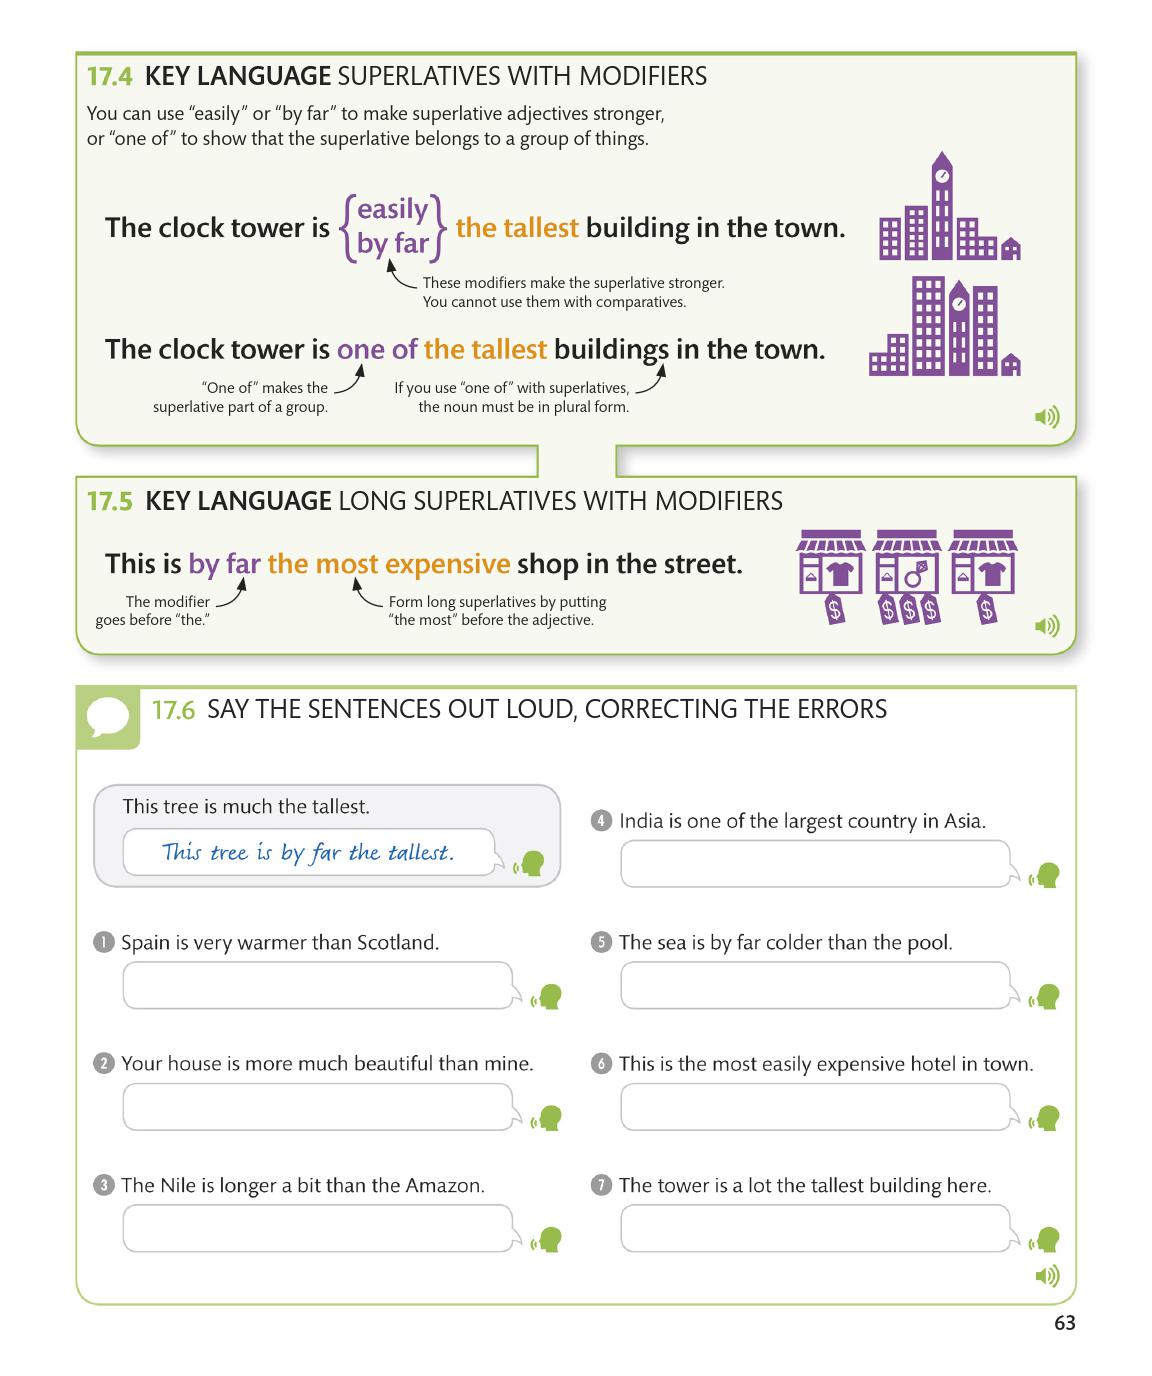 17.4 KEY LANGUAGE SUPERLATIVES WITH MODIFIERS
You can use “easily” or “by far” to make superlative adjectives stronger,
or “one of” to show that the superlative belongs to a group of things.
The clock tower is {easily by far} the tallest building in the town.
These modifiers make the superlative stronger.
You cannot use them with comparatives.
The clock tower is one of the tallest buildings in the town.
“One of” makes the
superlative part of a group.
If you use “one of” with superlatives,
the noun must be in plural form.
17.5 KEY LANGUAGE LONG SUPERLATIVES WITH MODIFIERS
This is by far the most expensive shop in the street.
The modifier
goes before “the.”
Form long superlatives by putting
“the most” before the adjective.
$ $ $ $ $
17.6 SAY THE SENTENCES OUT LOUD, CORRECTING THE ERRORS
This tree is much the tallest.
This tree is by far the tallest.
1 Spain is very warmer than Scotland.
2 Your house is more much beautiful than mine.
3 The Nile is longer a bit than the Amazon.
4 India is one of the largest country in Asia.
5 The sea is by far colder than the pool.
6 This is the most easily expensive hotel in town.
7 The tower is a lot the tallest building here.
63